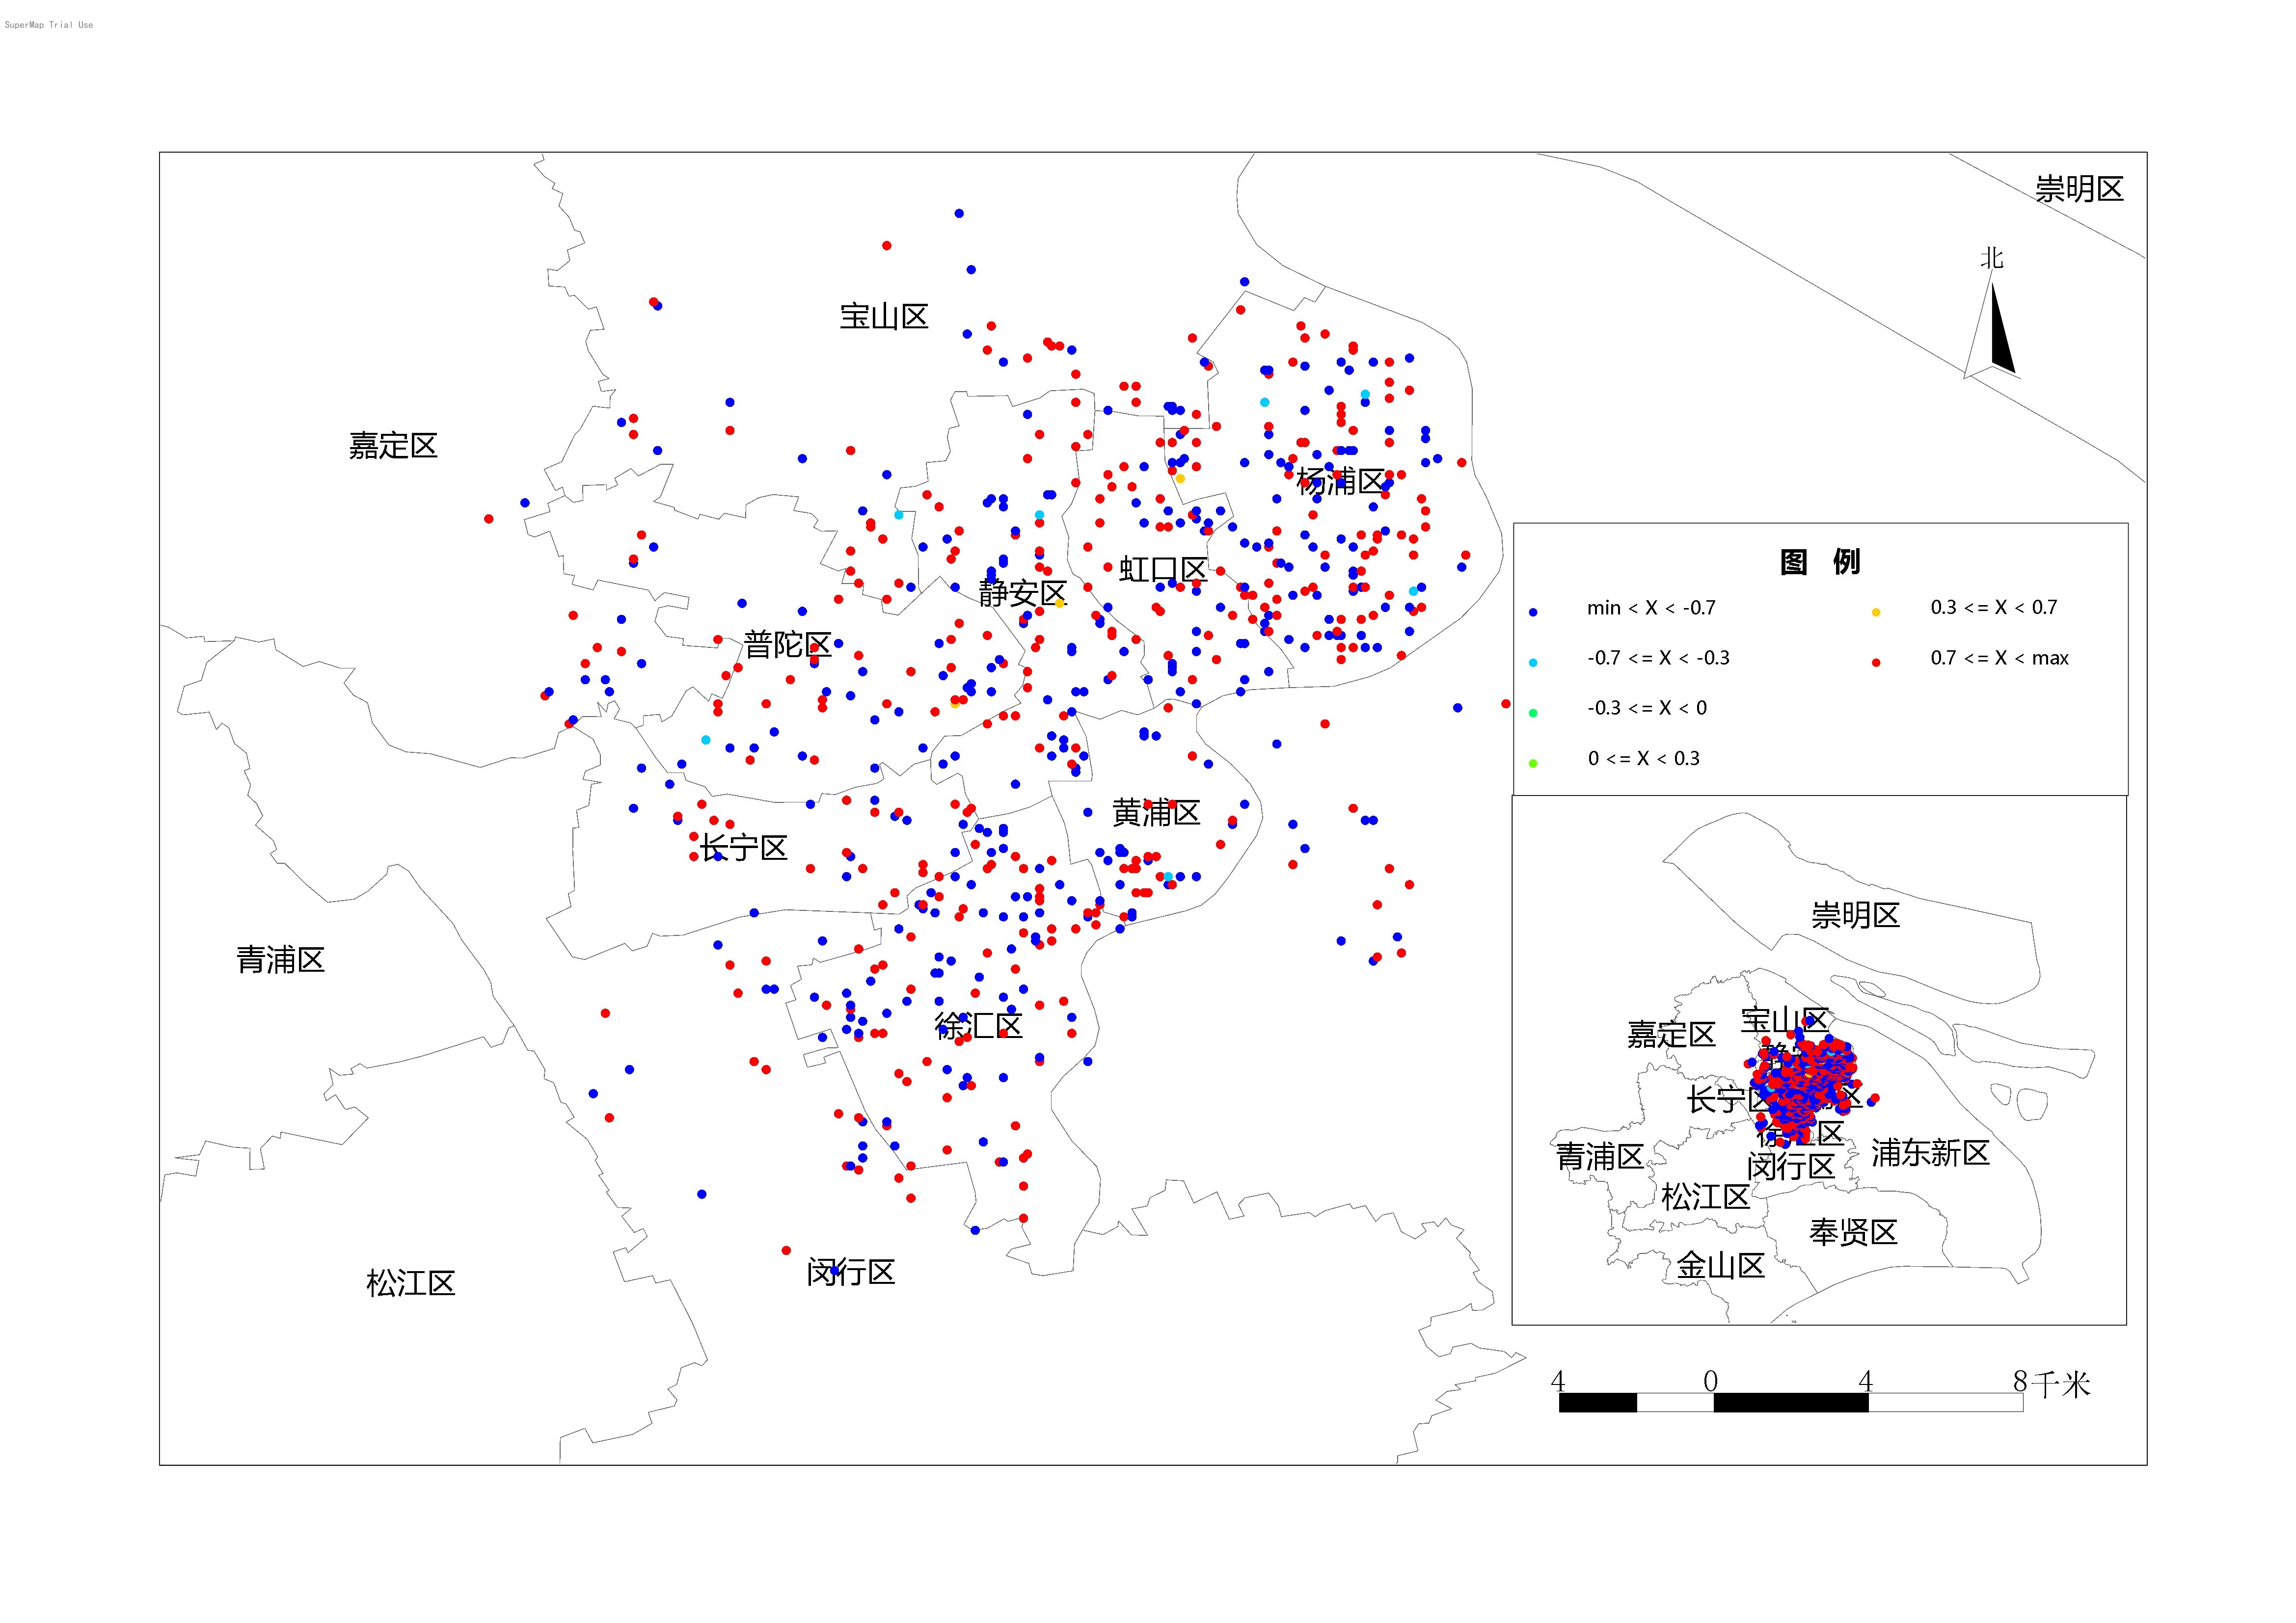 SuperMap Trial Use
崇明区
北
宝山区
嘉定区
杨浦区
虹口区
静安区
普陀区
黄浦区
长宁区
青浦区
徐汇区
闵行区
松江区
图 例
min < X < -0.7
0.3 <= X < 0.7
-0.7 <= X < -0.3
0.7 <= X < max
-0.3 <= X < 0
0 <= X < 0.3
崇明区
宝山区
嘉定区
长宁区
青浦区
浦东新区
闵行区
松江区
奉贤区
金山区
4 0 4 8千米